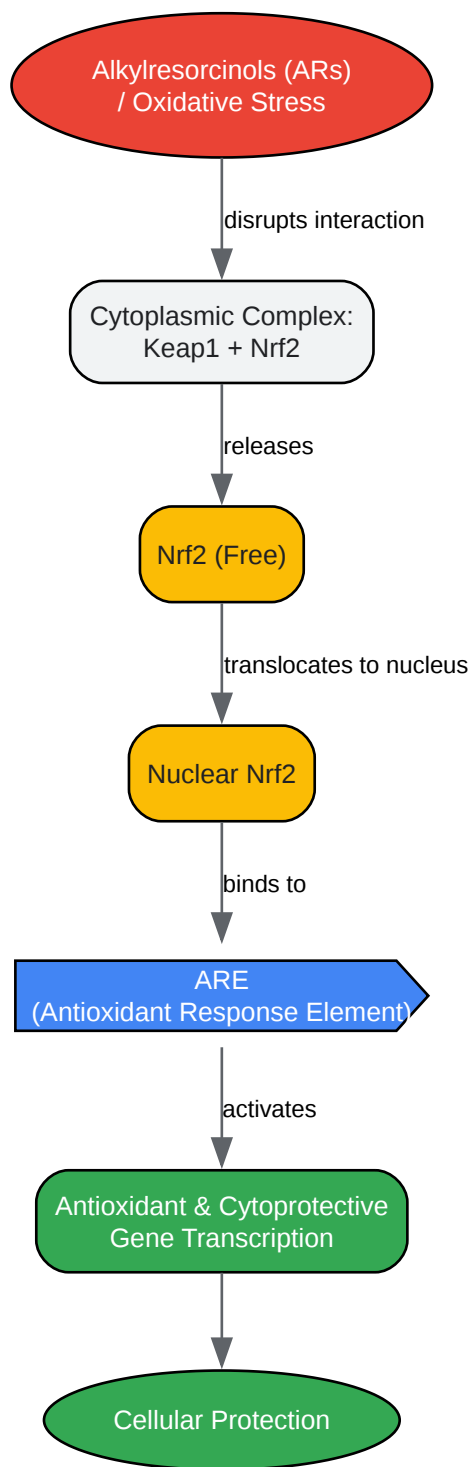 Alkylresorcinols (ARs)
/ Oxidative Stress
disrupts interaction
Cytoplasmic Complex:
Keap1 + Nrf2
releases
Nrf2 (Free)
translocates to nucleus
Nuclear Nrf2
binds to
ARE
(Antioxidant Response Element)
activates
Antioxidant & Cytoprotective
Gene Transcription
Cellular Protection